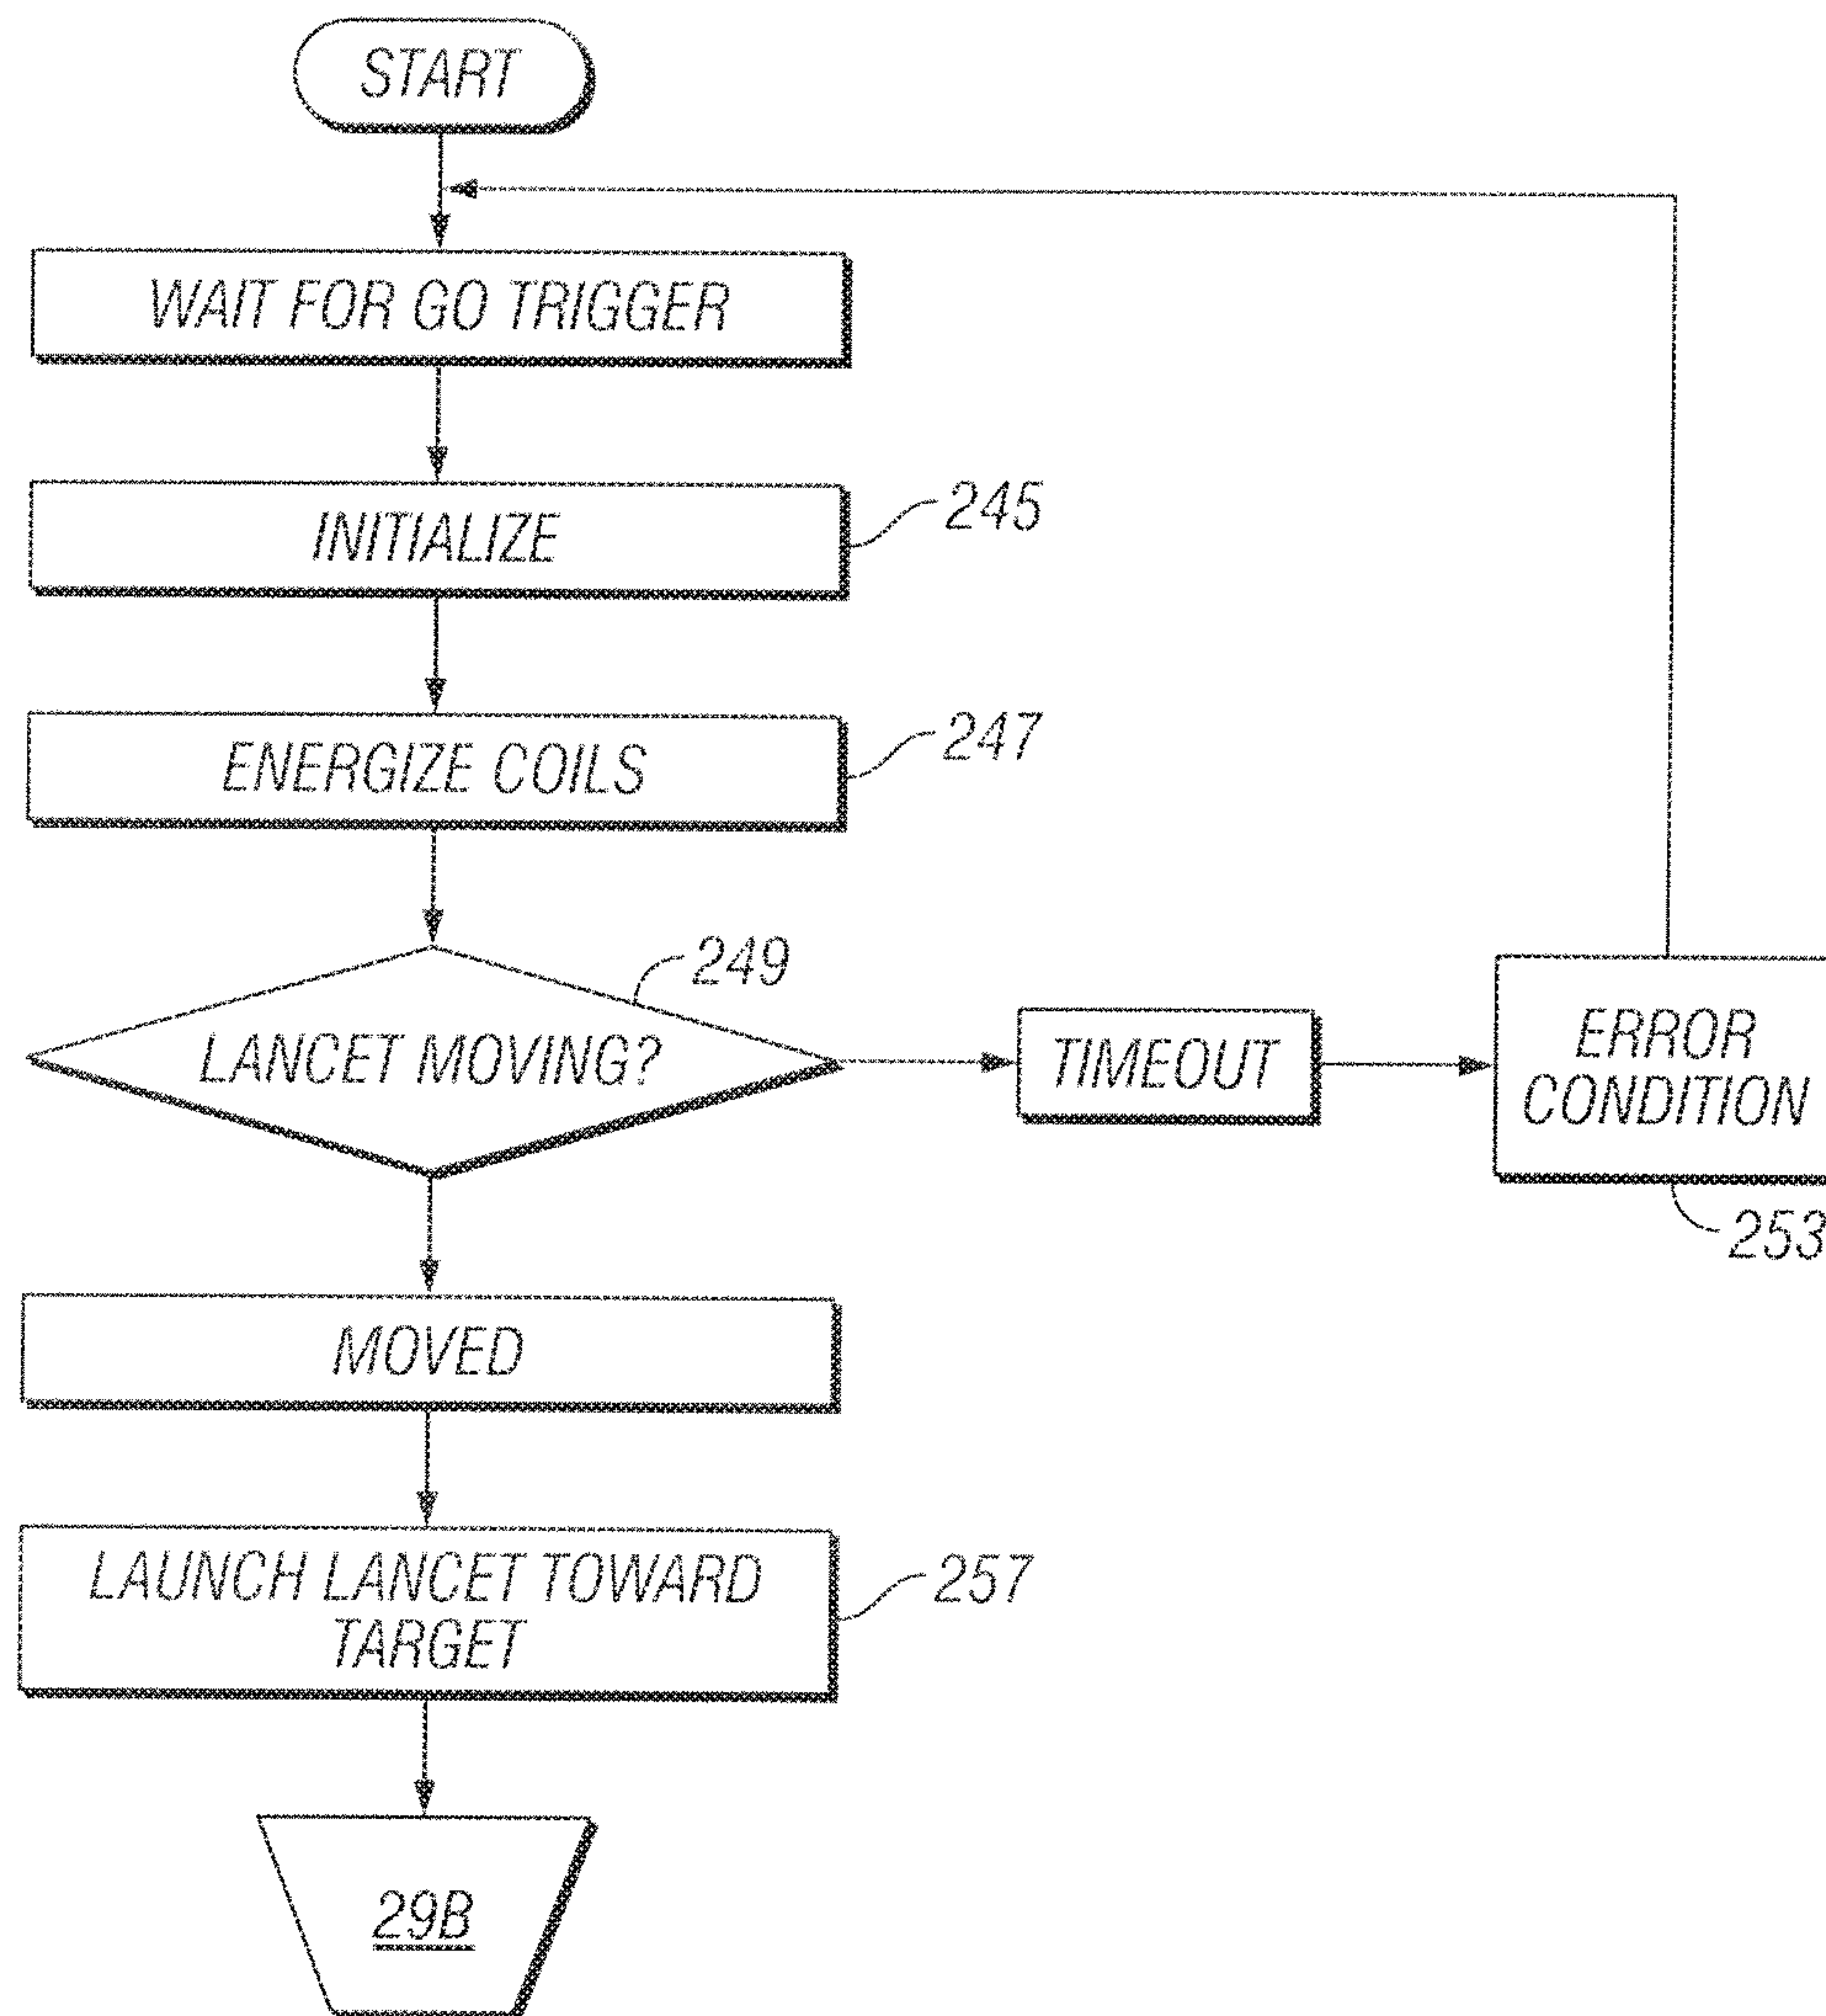 START
WAIT FOR GO TRIGGER
INITIALIZE
245
ENERGIZE COILS
247
249
LANCET MOVING?
TIMEOUT
ERROR
CONDITION
253
MOVED
LAUNCH LANCET TOWARD
TARGET
257
29B